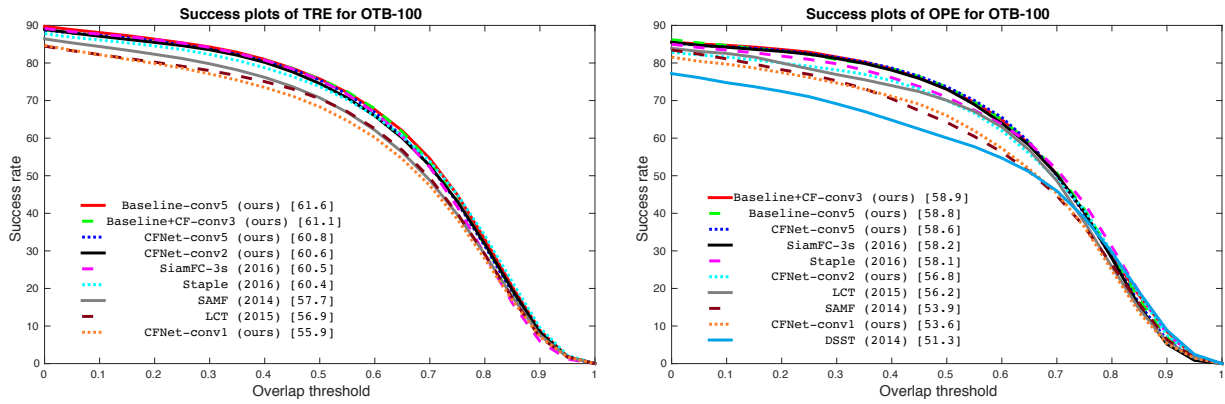 Success plots of TRE for OTB-100
Success rate
90
80
70
60
50
40
30
20
10
0
Baseline-conv5 (ours) [61.6]
Baseline+CF-conv3 (ours) [61.1]
CFNet-conv5 (ours) [60.8]
CFNet-conv2 (ours) [60.6]
SiamFC-3s (2016) [60.5]
Staple (2016) [60.4]
SAMF (2014) [57.7]
LCT (2015) [56.9]
CFNet-conv1 (ours) [55.9]
0 0.1 0.2 0.3 0.4 0.5 0.6 0.7 0.8 0.9 1
Overlap threshold
Success plots of OPE for OTB-100
Success rate
90
80
70
60
50
40
30
20
10
0
Baseline+CF-conv3 (ours) [58.9]
Baseline-conv5 (ours) [58.8]
CFNet-conv5 (ours) [58.6]
SiamFC-3s (2016) [58.2]
Staple (2016) [58.1]
CFNet-conv2 (ours) [56.8]
LCT (2015) [56.2]
SAMF (2014) [53.9]
CFNet-conv1 (ours) [53.6]
DSST (2014) [51.3]
0 0.1 0.2 0.3 0.4 0.5 0.6 0.7 0.8 0.9 1
Overlap threshold